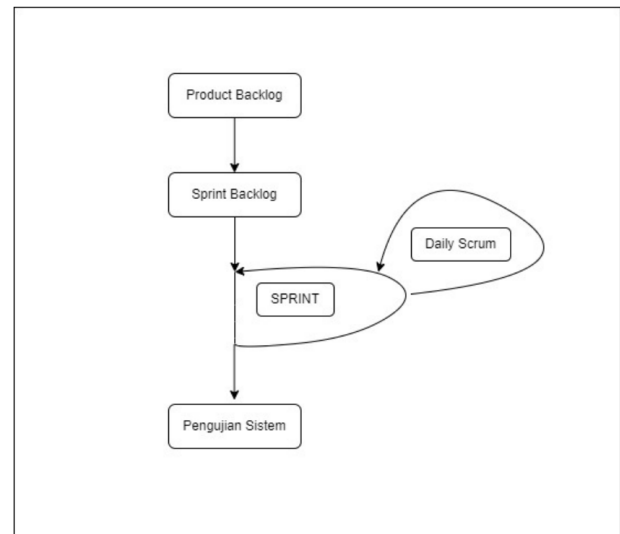 Product Backlog
Sprint Backlog
Daily Scrum
SPRINT
Pengujian Sistem